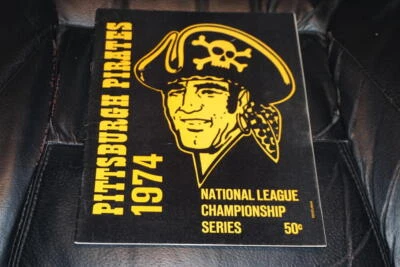 PITTSBURGH PIRATES
1974
NATIONAL LEAGUE
CHAMPIONSHIP
SERIES 50¢